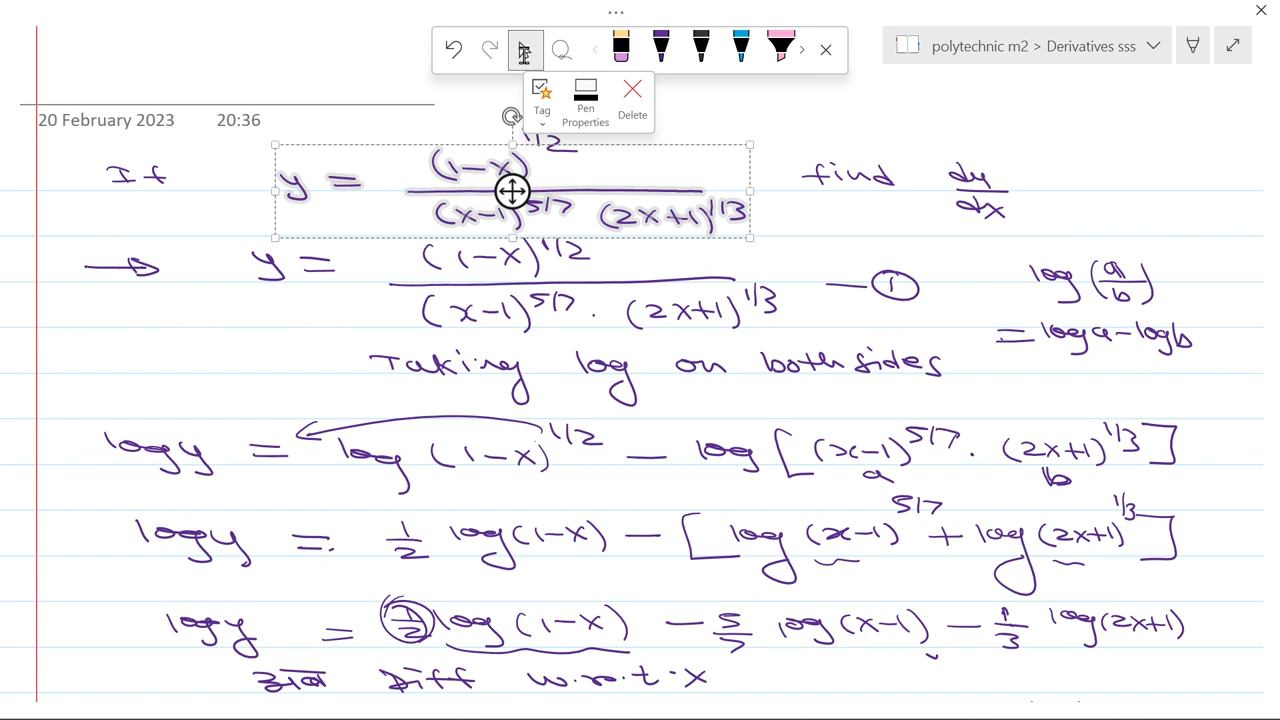 polytechnic m2 > Derivatives sss
Tag
Pen Properties
Delete
20 February 2023 20:36
If y = (1-x)^1/2 / (x-1)^5/7 (2x+1)^1/3 find dy/dx
→ y = (1-x)^1/2 / (x-1)^5/7 . (2x+1)^1/3 — ①
log (a/b)
= log a - log b
Taking log on both sides
log y = log (1-x)^1/2 - log [(x-1)^5/7 . (2x+1)^1/3]
a b
log y = 1/2 log (1-x) - [log (x-1)^5/7 + log (2x+1)^1/3]
log y = 1/2 log (1-x) - 5/7 log (x-1) - 1/3 log (2x+1)
Diff w.r.t. x